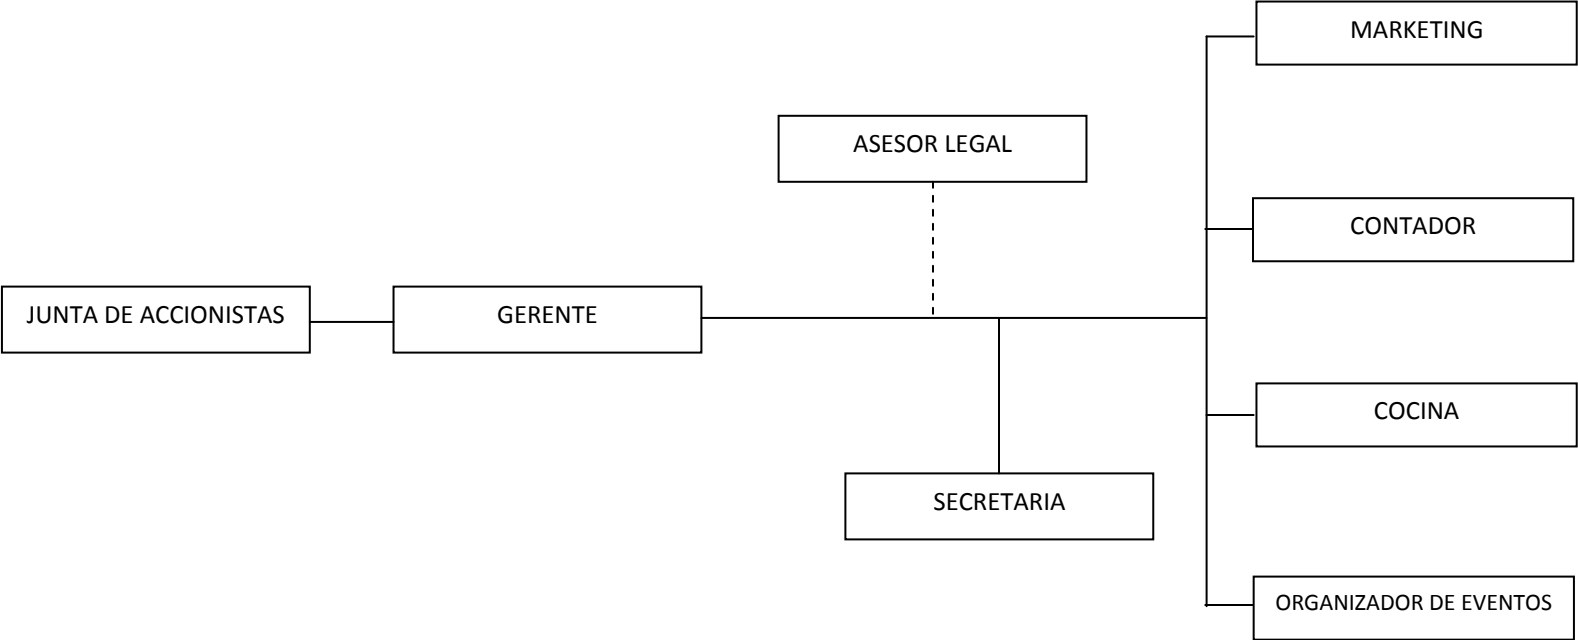 MARKETING
ASESOR LEGAL
CONTADOR
JUNTA DE ACCIONISTAS
GERENTE
COCINA
SECRETARIA
ORGANIZADOR DE EVENTOS